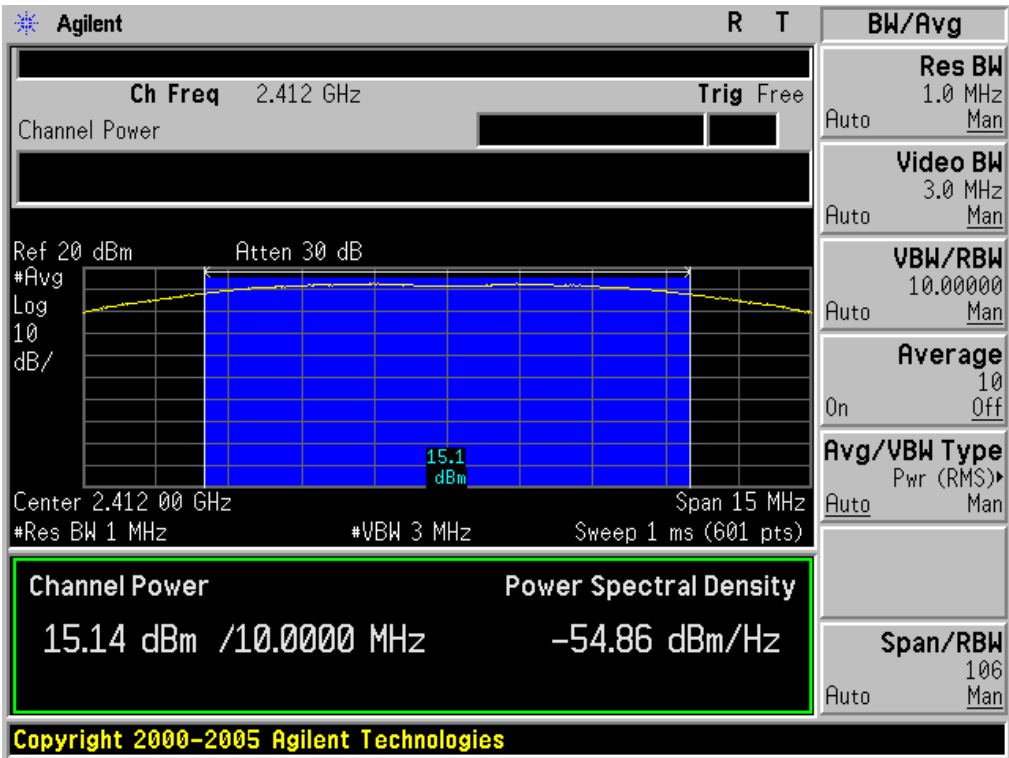 Agilent R T
Ch Freq 2.412 GHz Trig Free
Channel Power
Ref 20 dBm Atten 30 dB
#Avg
Log
10
dB/
15.1
dBm
Center 2.412 00 GHz Span 15 MHz
#Res BW 1 MHz #VBW 3 MHz Sweep 1 ms (601 pts)
Channel Power Power Spectral Density
15.14 dBm /10.0000 MHz -54.86 dBm/Hz
Copyright 2000-2005 Agilent Technologies
BW/Avg
Res BW
1.0 MHz
Auto Man
Video BW
3.0 MHz
Auto Man
VBW/RBW
10.00000
Auto Man
Average
10
On Off
Avg/VBW Type
Pwr (RMS)▸
Auto Man
Span/RBW
106
Auto Man